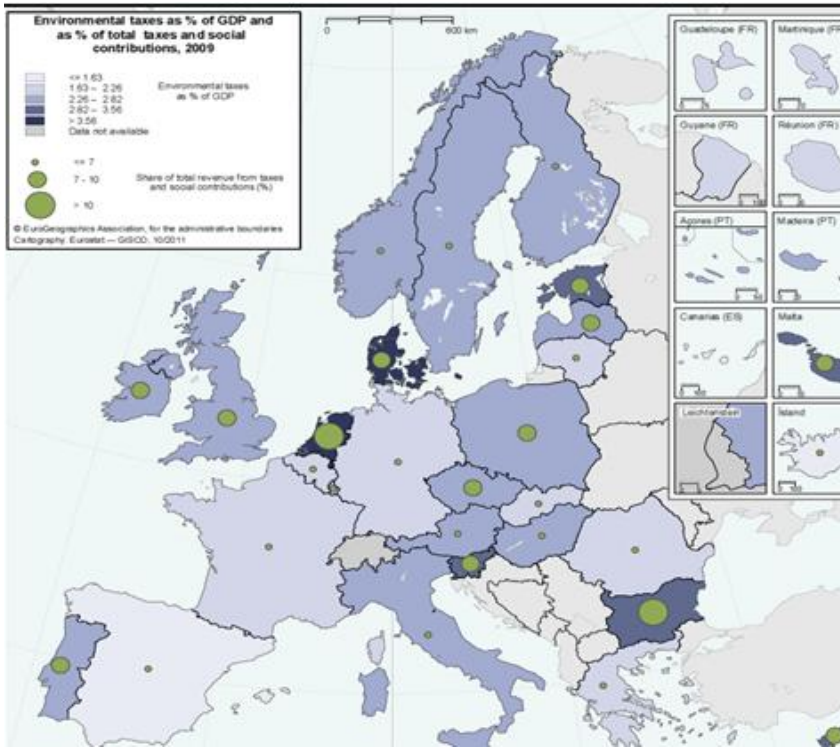 Environmental taxes as % of GDP and
as % of total taxes and social
contributions, 2009
<= 1.63
1.63 – 2.26
2.26 – 2.82
2.82 – 3.56
> 3.56
Data not available
Environmental taxes
as % of GDP
<= 7
7 - 10
> 10
Share of total revenue from taxes
and social contributions (%)
© EuroGeographics Association, for the administrative boundaries
Cartography: Eurostat — GISCO, 10/2011
0 600 km
Guadeloupe (FR)
Martinique (FR)
Guyane (FR)
Réunion (FR)
Açores (PT)
Madeira (PT)
Canarias (ES)
Malta
Liechtenstein
Ísland